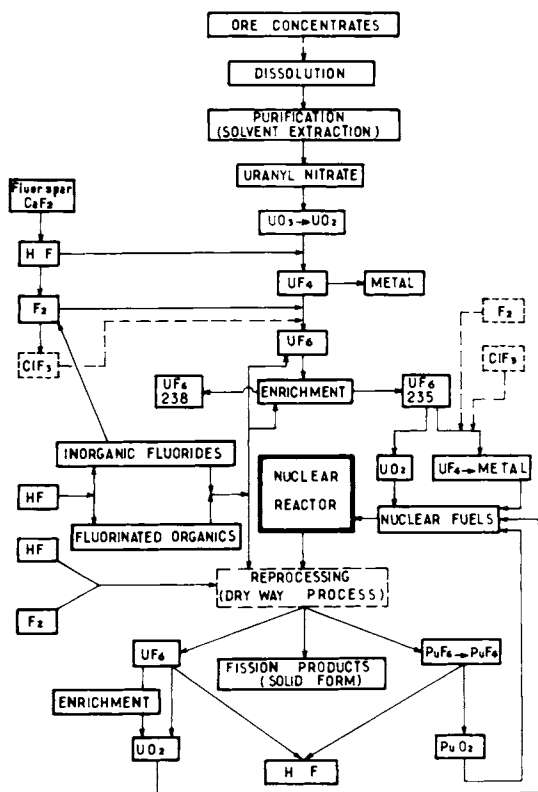 ORE CONCENTRATES
DISSOLUTION
PURIFICATION
(SOLVENT EXTRACTION)
URANYL NITRATE
Fluorspar
CaF₂
UO₃→UO₂
H F
UF₄
METAL
F₂
F₂
UF₆
ClF₃
ClF₃
UF₆
238
ENRICHMENT
UF₆
235
INORGANIC FLUORIDES
NUCLEAR
REACTOR
UO₂
UF₄→METAL
HF
NUCLEAR FUELS
FLUORINATED ORGANICS
HF
REPROCESSING
(DRY WAY PROCESS)
F₂
UF₆
FISSION PRODUCTS
(SOLID FORM)
PuF₆→PuF₄
ENRICHMENT
UO₂
PuO₂
H F